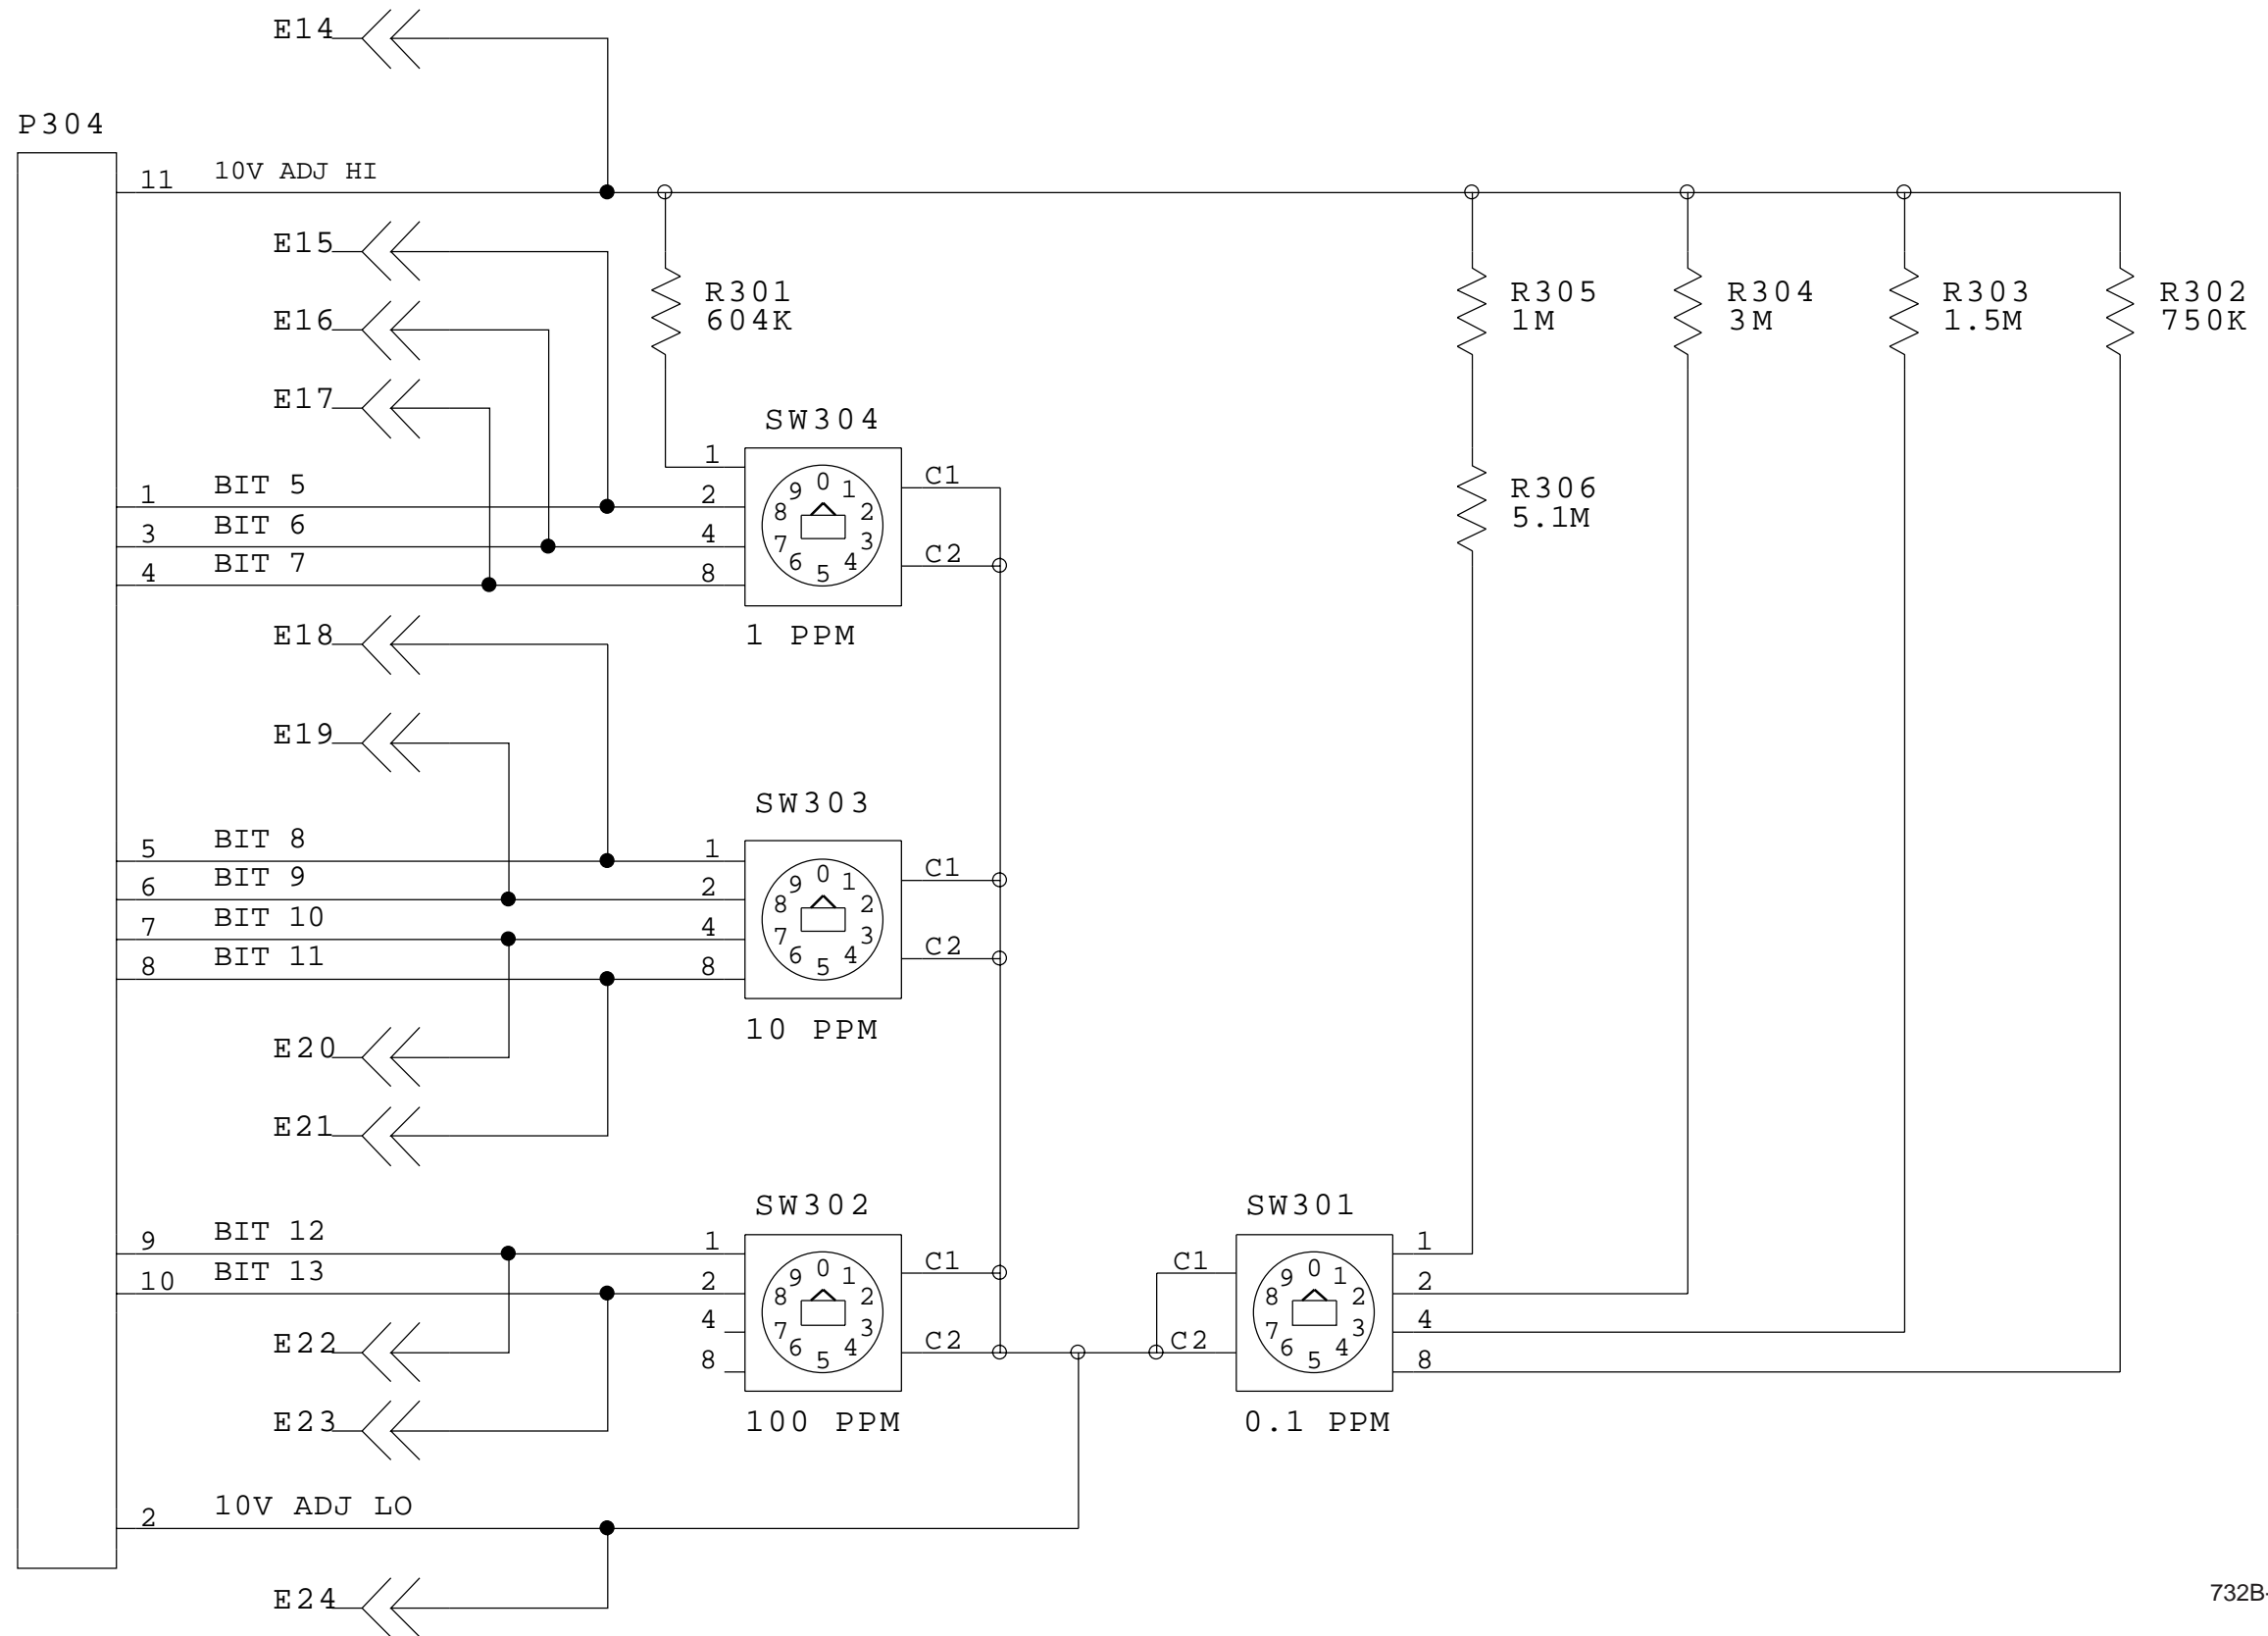 E14
P304
11 10V ADJ HI
E15
E16
E17
R301
604K
R305
1M
R304
3M
R303
1.5M
R302
750K
SW304
1
2
4
8
C1
C2
0
1
2
3
4
5
6
7
8
9
1 PPM
1 BIT 5
3 BIT 6
4 BIT 7
R306
5.1M
E18
E19
SW303
5 BIT 8
6 BIT 9
7 BIT 10
8 BIT 11
1
2
4
8
C1
C2
0
1
2
3
4
5
6
7
8
9
10 PPM
E20
E21
SW302
9 BIT 12
10 BIT 13
1
2
4
8
C1
C2
0
1
2
3
4
5
6
7
8
9
100 PPM
E22
E23
SW301
C1
C2
1
2
4
8
0
1
2
3
4
5
6
7
8
9
0.1 PPM
2 10V ADJ LO
E24
732B-